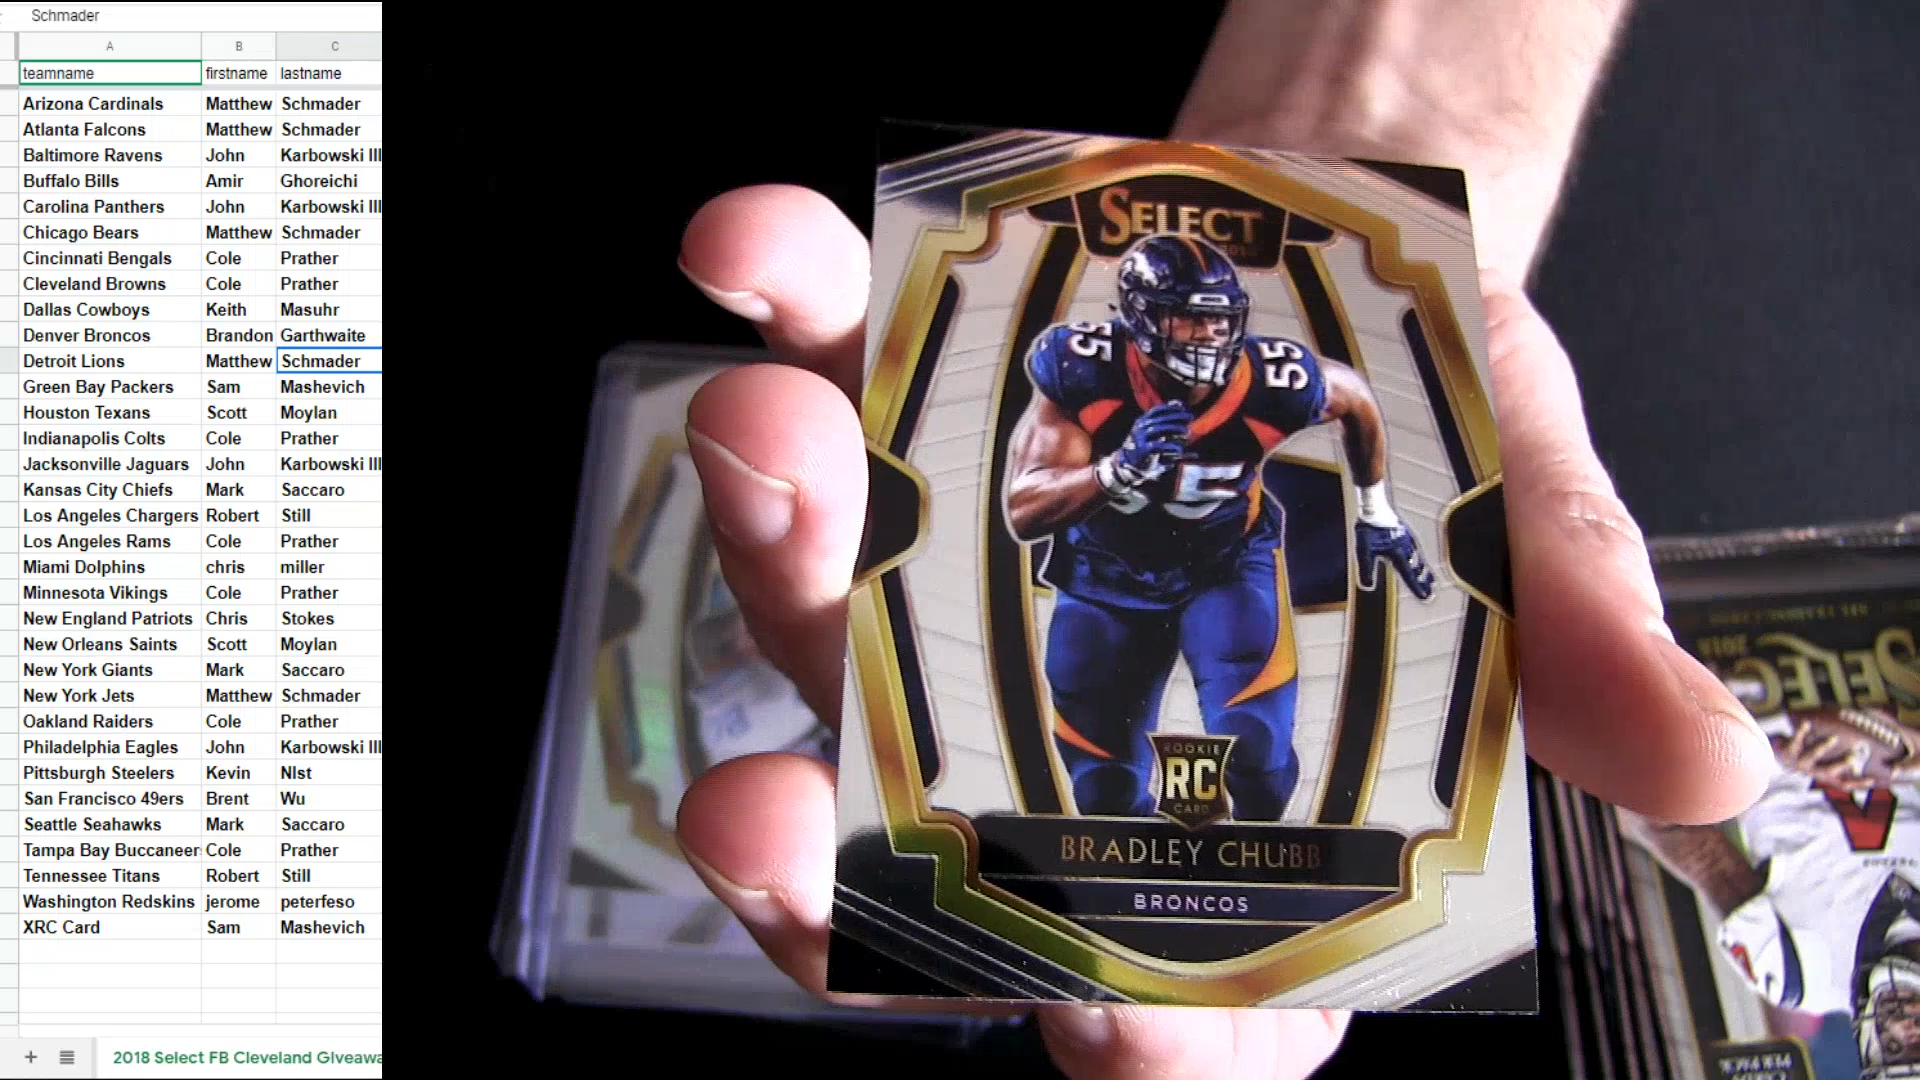 Schmader
A B C
teamname firstname lastname
Arizona Cardinals Matthew Schmader
Atlanta Falcons Matthew Schmader
Baltimore Ravens John Karbowski III
Buffalo Bills Amir Ghoreichi
Carolina Panthers John Karbowski III
Chicago Bears Matthew Schmader
Cincinnati Bengals Cole Prather
Cleveland Browns Cole Prather
Dallas Cowboys Keith Masuhr
Denver Broncos Brandon Garthwaite
Detroit Lions Matthew Schmader
Green Bay Packers Sam Mashevich
Houston Texans Scott Moylan
Indianapolis Colts Cole Prather
Jacksonville Jaguars John Karbowski III
Kansas City Chiefs Mark Saccaro
Los Angeles Chargers Robert Still
Los Angeles Rams Cole Prather
Miami Dolphins chris miller
Minnesota Vikings Cole Prather
New England Patriots Chris Stokes
New Orleans Saints Scott Moylan
New York Giants Mark Saccaro
New York Jets Matthew Schmader
Oakland Raiders Cole Prather
Philadelphia Eagles John Karbowski III
Pittsburgh Steelers Kevin NIst
San Francisco 49ers Brent Wu
Seattle Seahawks Mark Saccaro
Tampa Bay Buccaneer Cole Prather
Tennessee Titans Robert Still
Washington Redskins jerome peterfeso
XRC Card Sam Mashevich
2018 Select FB Cleveland GIveawa
SELECT
55 55
55
ROOKIE
RC
CARD
BRADLEY CHUBB
BRONCOS
2018
SELEC